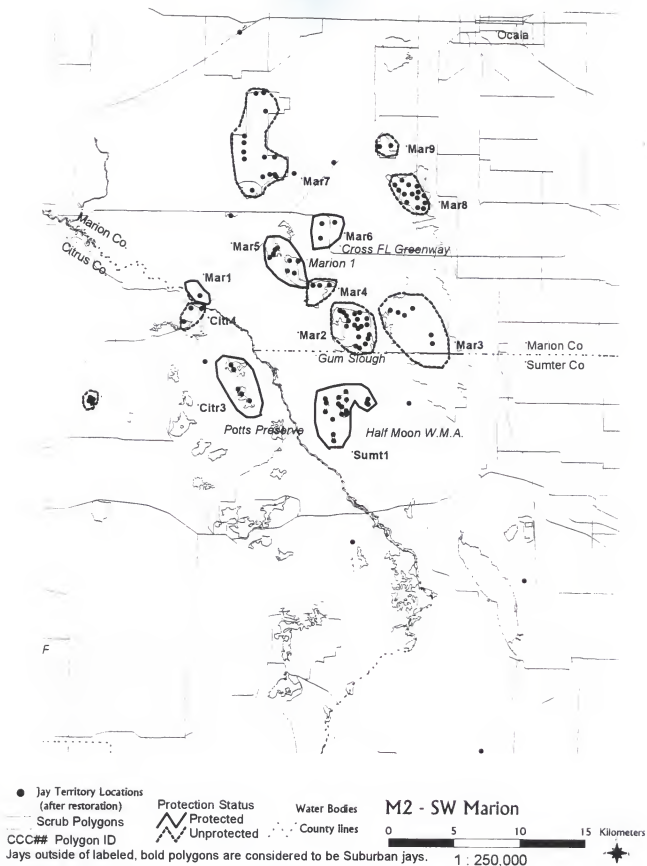 Ocala
Mar9
Mar7
Mar8
Marion Co.
Citrus Co.
Mar5
Mar6
Cross FL Greenway
Marion 1
Mar1
Mar4
Citr4
Mar2
Mar3
Marion Co
Gum Slough
Sumter Co
Citr3
Potts Preserve
Half Moon W.M.A.
Sumt1
F
Jay Territory Locations
(after restoration)
Scrub Polygons
CCC## Polygon ID
Protection Status
Protected
Unprotected
Water Bodies
County lines
M2 - SW Marion
0 5 10 15 Kilometers
1 : 250,000
Jays outside of labeled, bold polygons are considered to be Suburban jays.